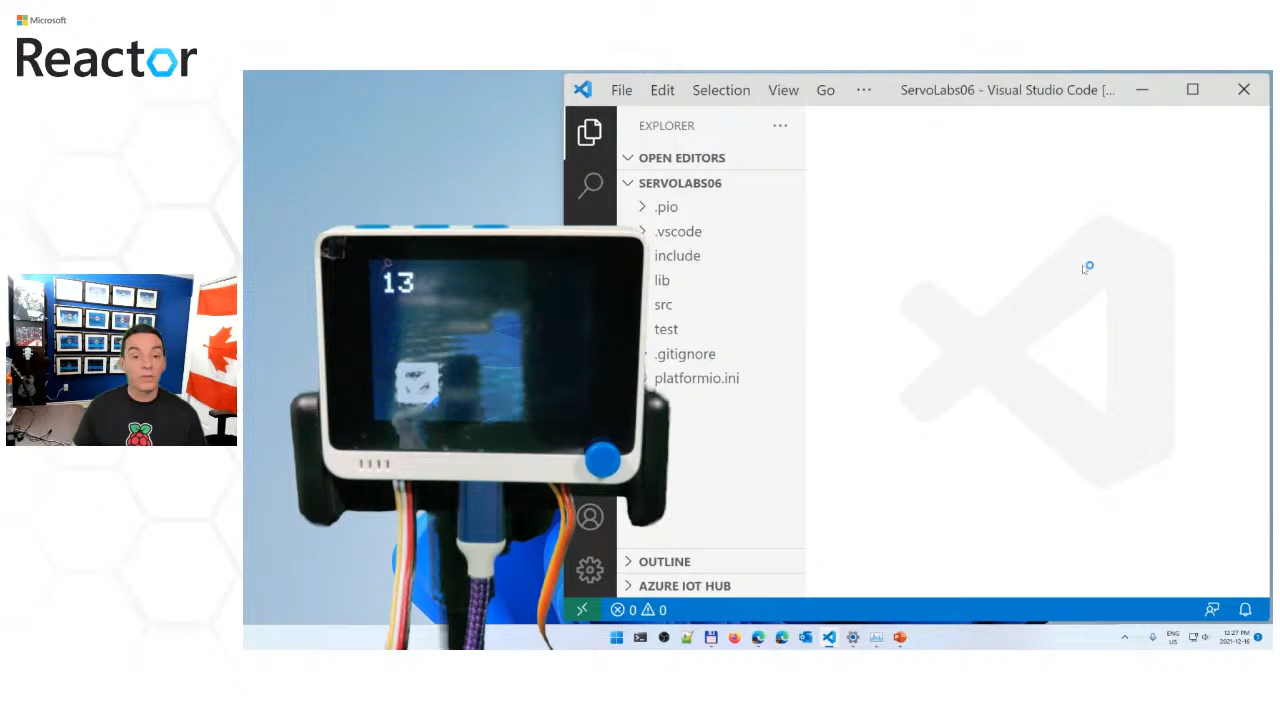 Microsoft
Reactor
File Edit Selection View Go ··· ServoLabs06 - Visual Studio Code [...
EXPLORER ···
OPEN EDITORS
SERVOLABS06
.pio
.vscode
include
lib
src
test
.gitignore
platformio.ini
13
OUTLINE
AZURE IOT HUB
0 0
ENG
US
12:27 PM
2021-12-16